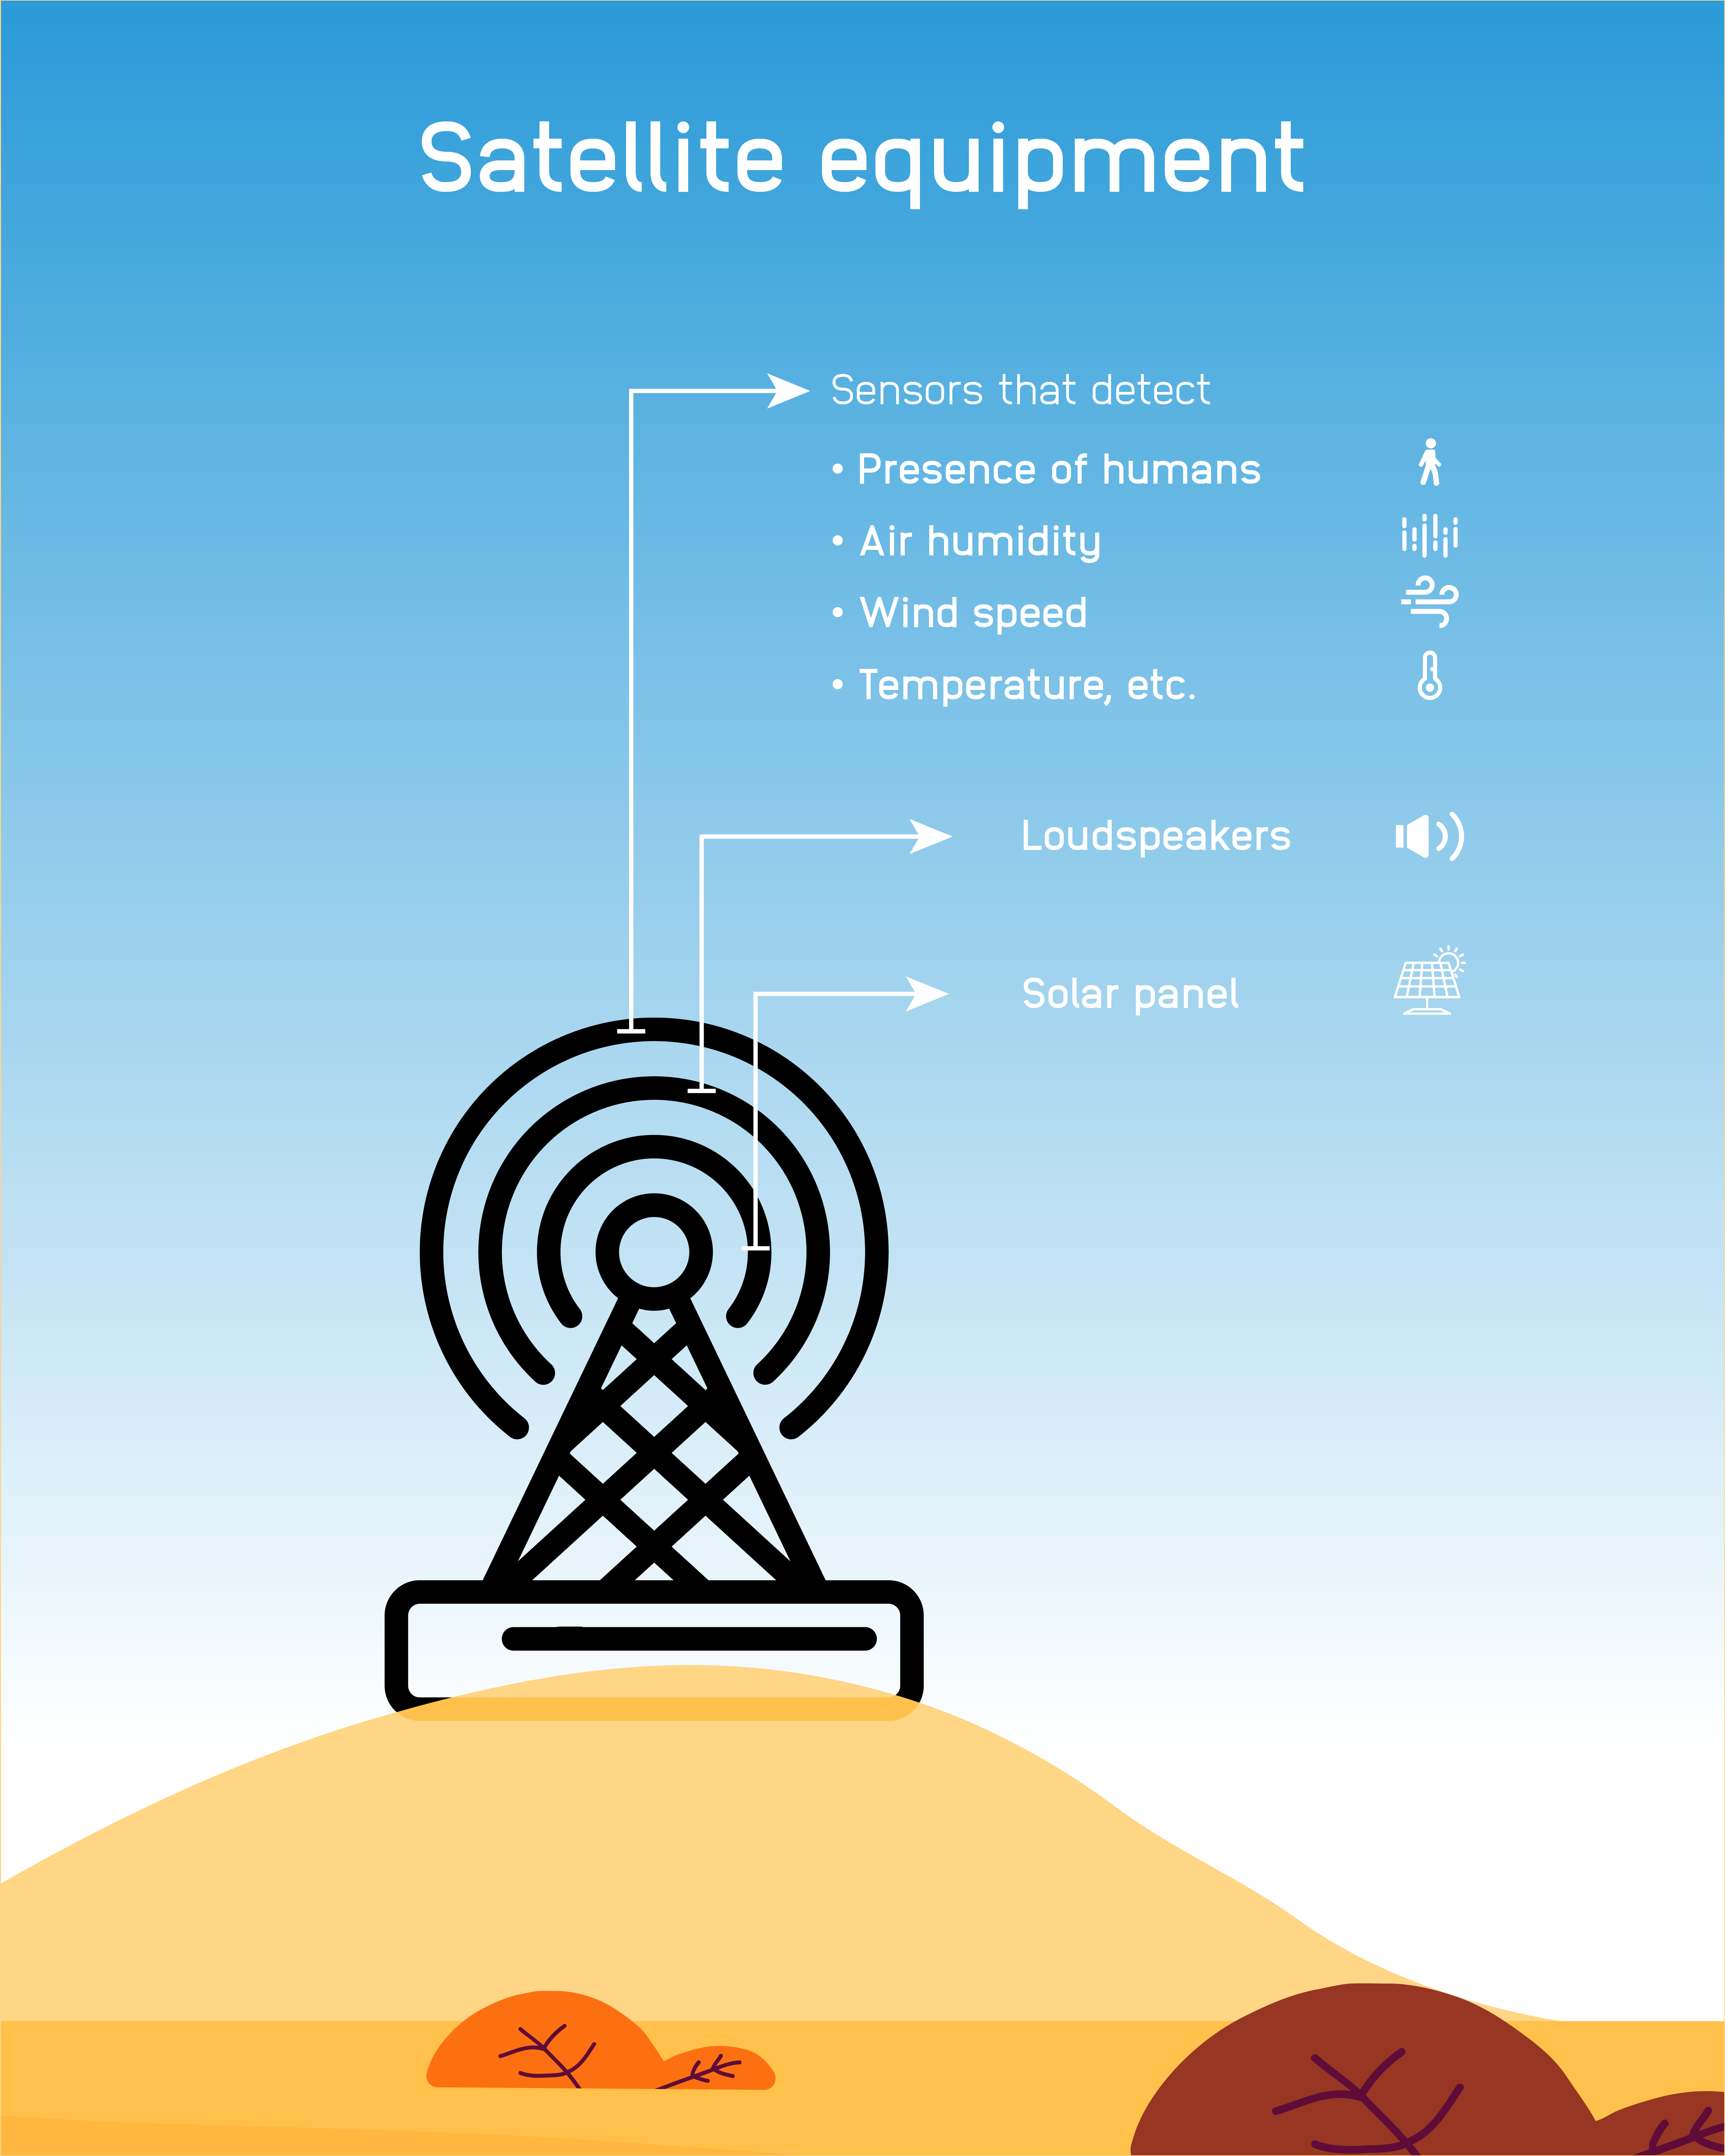 Satellite equipment
Sensors that detect
• Presence of humans
• Air humidity
• Wind speed
• Temperature, etc.
Loudspeakers
Solar panel